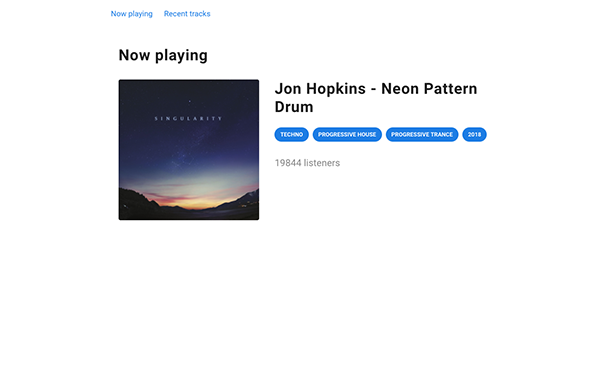 Now playing Recent tracks
Now playing
SINGULARITY
Jon Hopkins - Neon Pattern
Drum
TECHNO PROGRESSIVE HOUSE PROGRESSIVE TRANCE 2018
19844 listeners